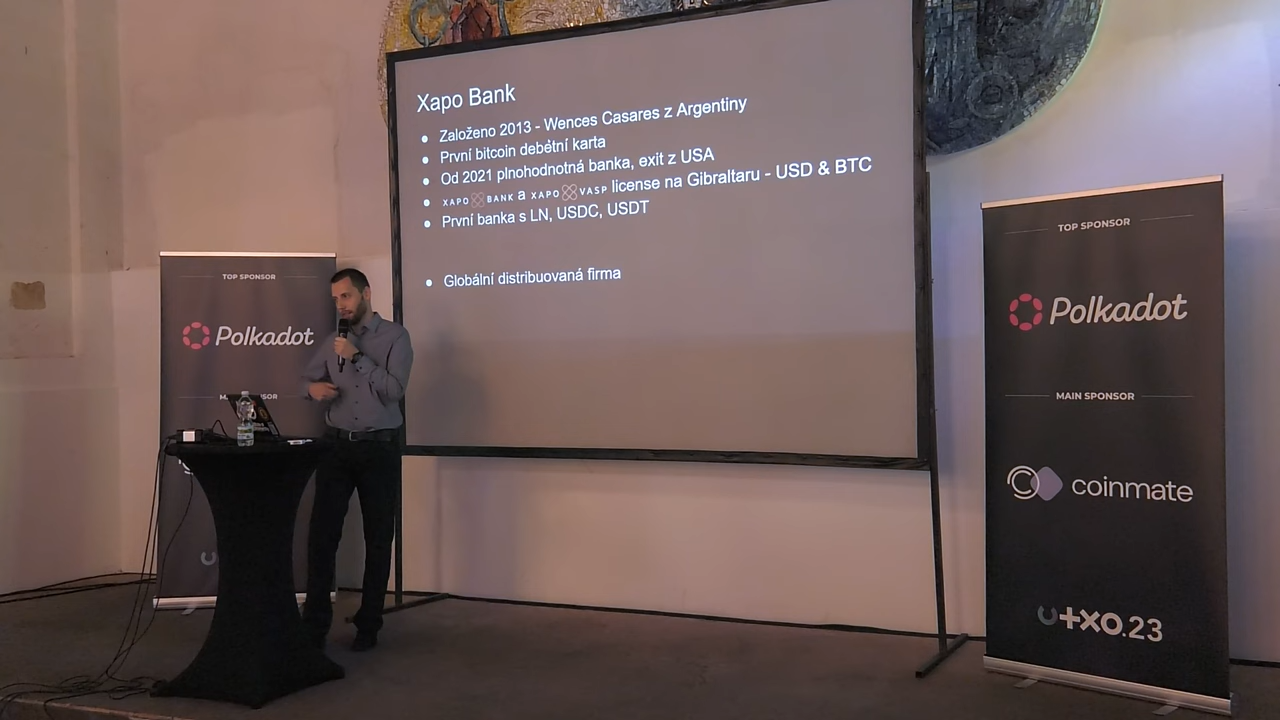 Xapo Bank
● Založeno 2013 - Wences Casares z Argentiny
● První bitcoin debetní karta
● Od 2021 plnohodnotná banka, exit z USA
● XAPO BANK a XAPO VASP license na Gibraltaru - USD & BTC
● První banka s LN, USDC, USDT
● Globální distribuovaná firma
TOP SPONSOR
Polkadot
TOP SPONSOR
Polkadot
MAIN SPONSOR
coinmate
utxo.23